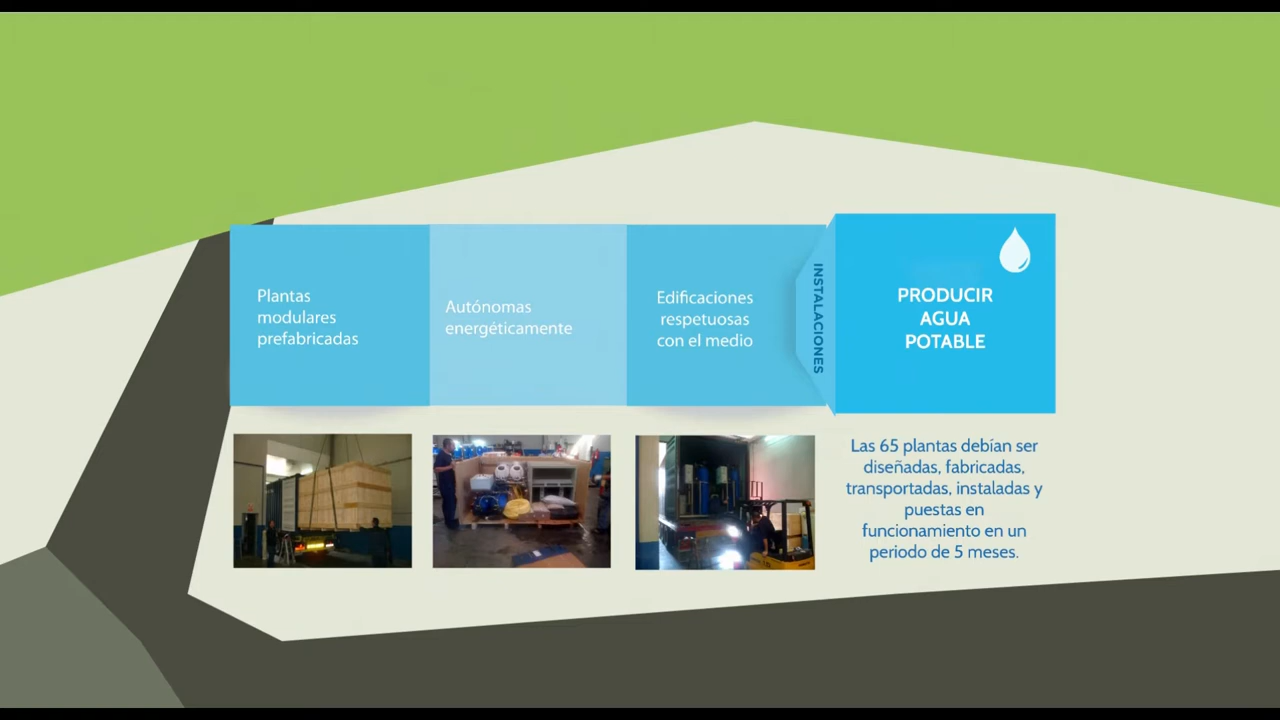 Plantas
modulares
prefabricadas
Autónomas
energéticamente
Edificaciones
respetuosas
con el medio
INSTALACIONES
PRODUCIR
AGUA
POTABLE
Las 65 plantas debían ser
diseñadas, fabricadas,
transportadas, instaladas y
puestas en
funcionamiento en un
periodo de 5 meses.